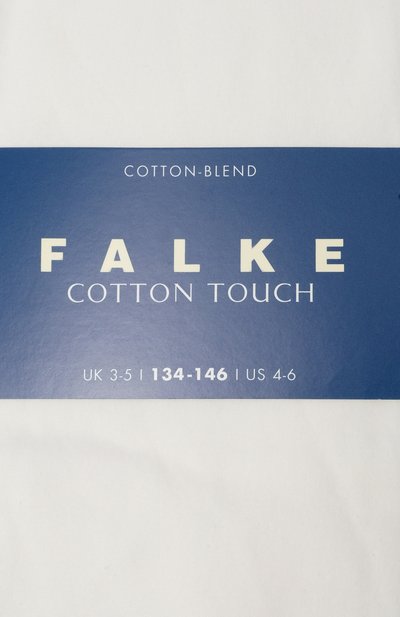 COTTON-BLEND
FALKE
COTTON TOUCH
UK 3-5 I 134-146 I US 4-6